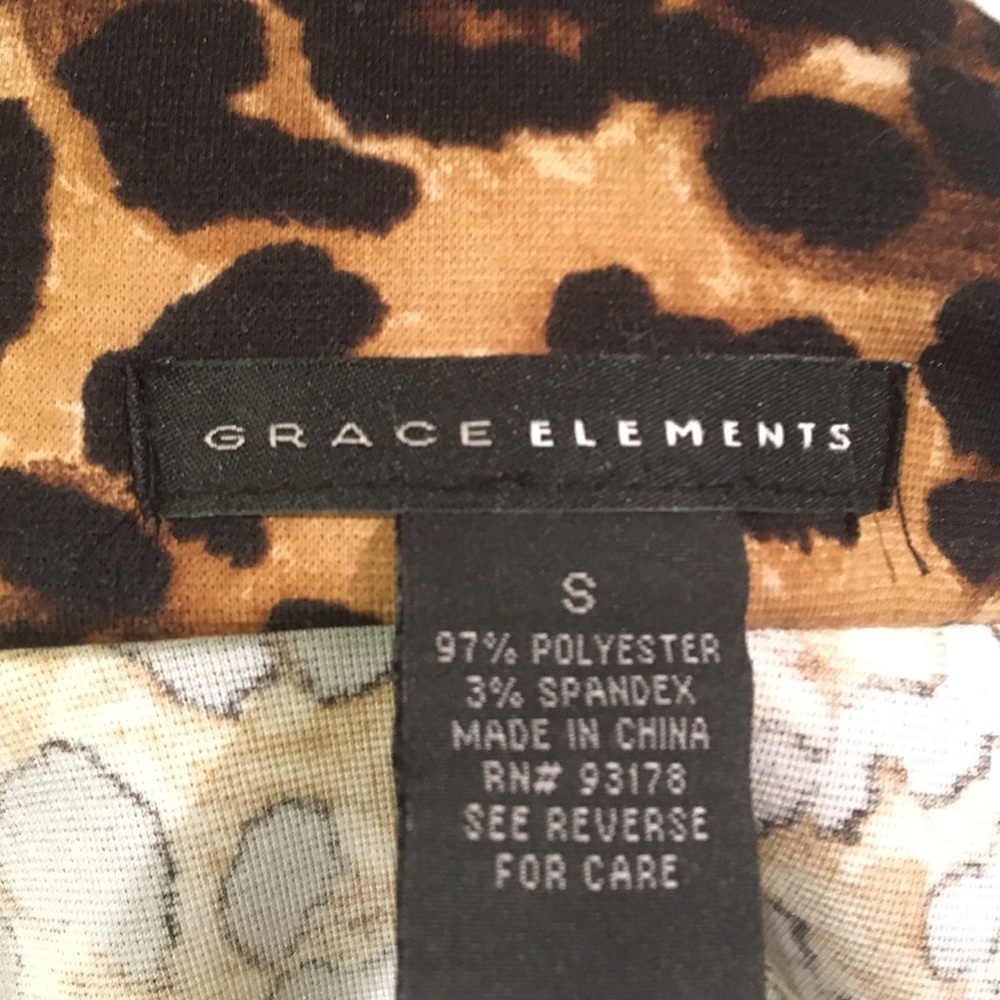 GRACE ELEMENTS
S
97% POLYESTER
3% SPANDEX
MADE IN CHINA
RN# 93178
SEE REVERSE
FOR CARE